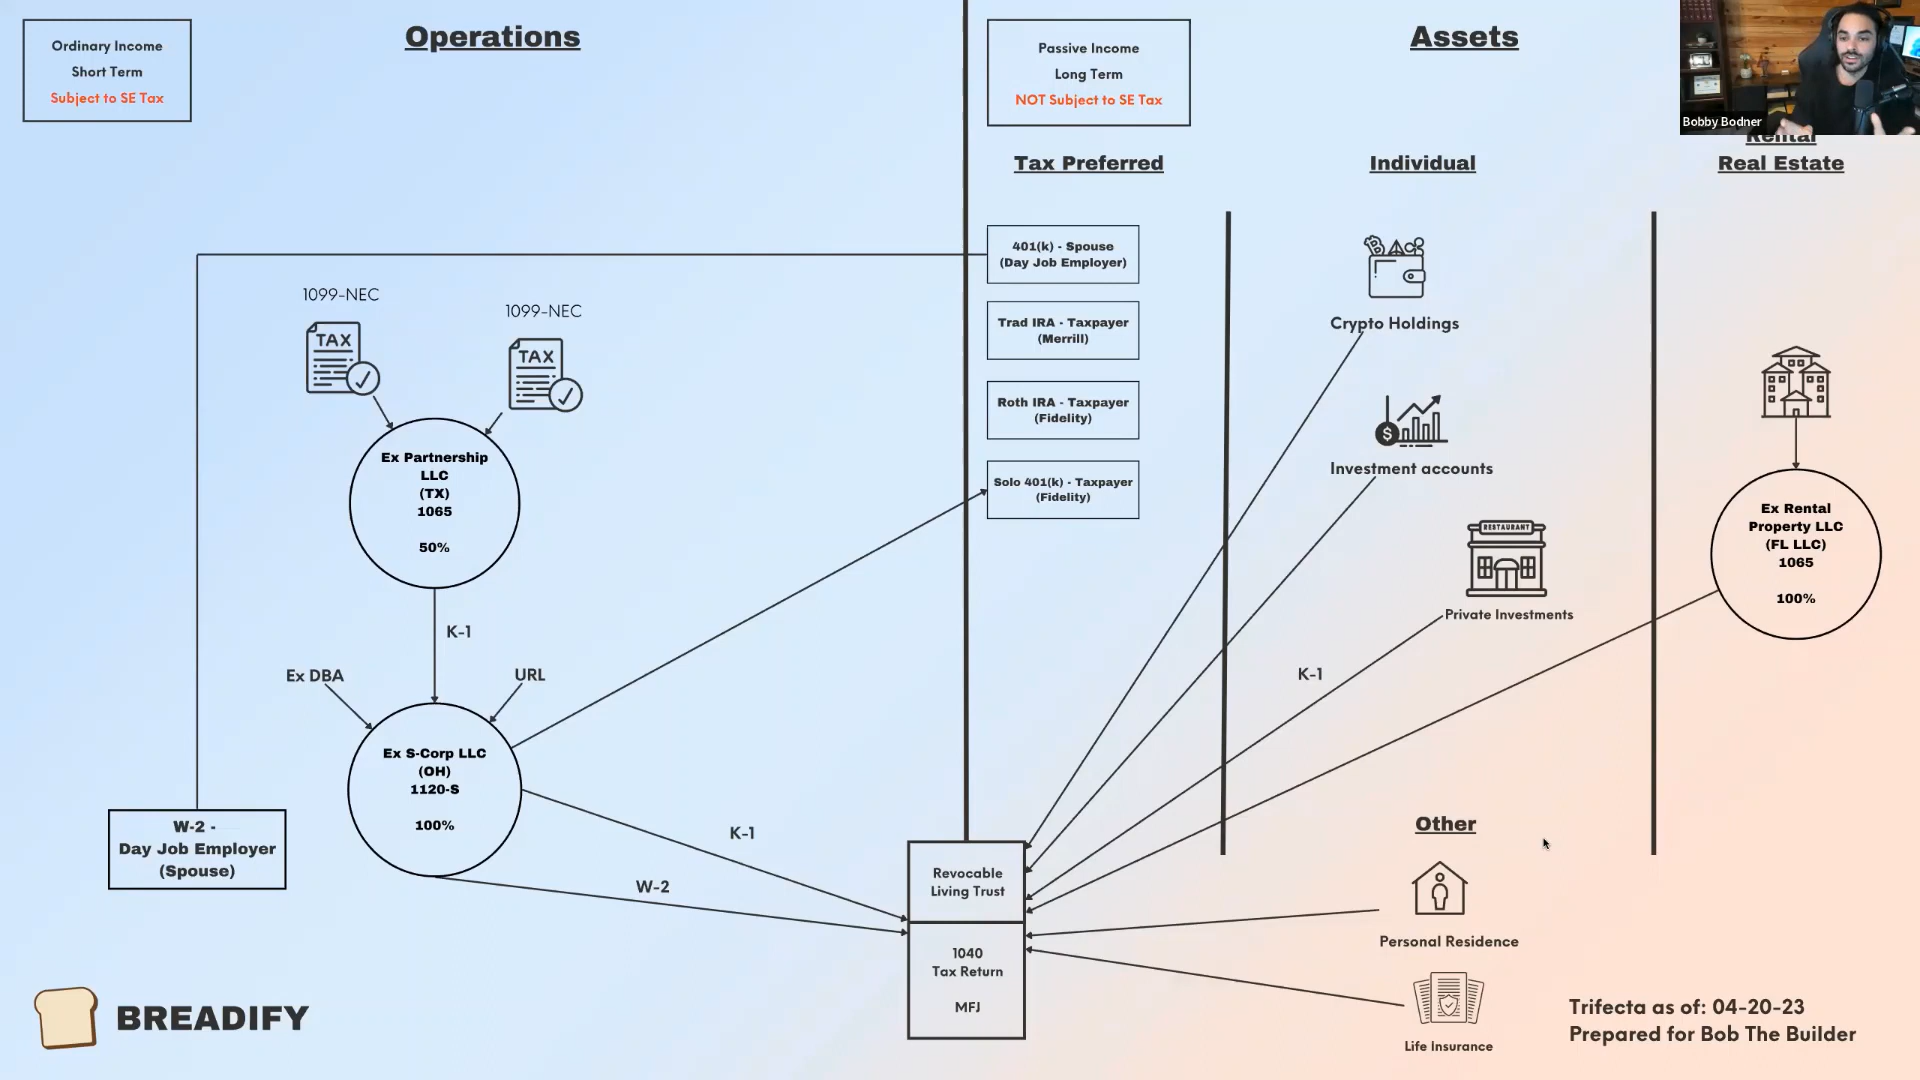 Operations
Ordinary Income
Short Term
Subject to SE Tax
Assets
Passive Income
Long Term
NOT Subject to SE Tax
Bobby Bodner
Tax Preferred
Individual
Rental
Real Estate
401(k) - Spouse
(Day Job Employer)
Trad IRA - Taxpayer
(Merrill)
Roth IRA - Taxpayer
(Fidelity)
Solo 401(k) - Taxpayer
(Fidelity)
1099-NEC
TAX
1099-NEC
TAX
Ex Partnership
LLC
(TX)
1065
50%
K-1
Ex DBA
URL
Ex S-Corp LLC
(OH)
1120-S
100%
W-2 -
Day Job Employer
(Spouse)
K-1
W-2
Crypto Holdings
Investment accounts
RESTAURANT
Private Investments
K-1
Ex Rental
Property LLC
(FL LLC)
1065
100%
Revocable
Living Trust
1040
Tax Return
MFJ
Other
Personal Residence
Life Insurance
BREADIFY
Trifecta as of: 04-20-23
Prepared for Bob The Builder